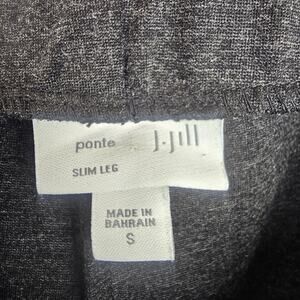 ponte J.Jill
SLIM LEG
MADE IN
BAHRAIN
S